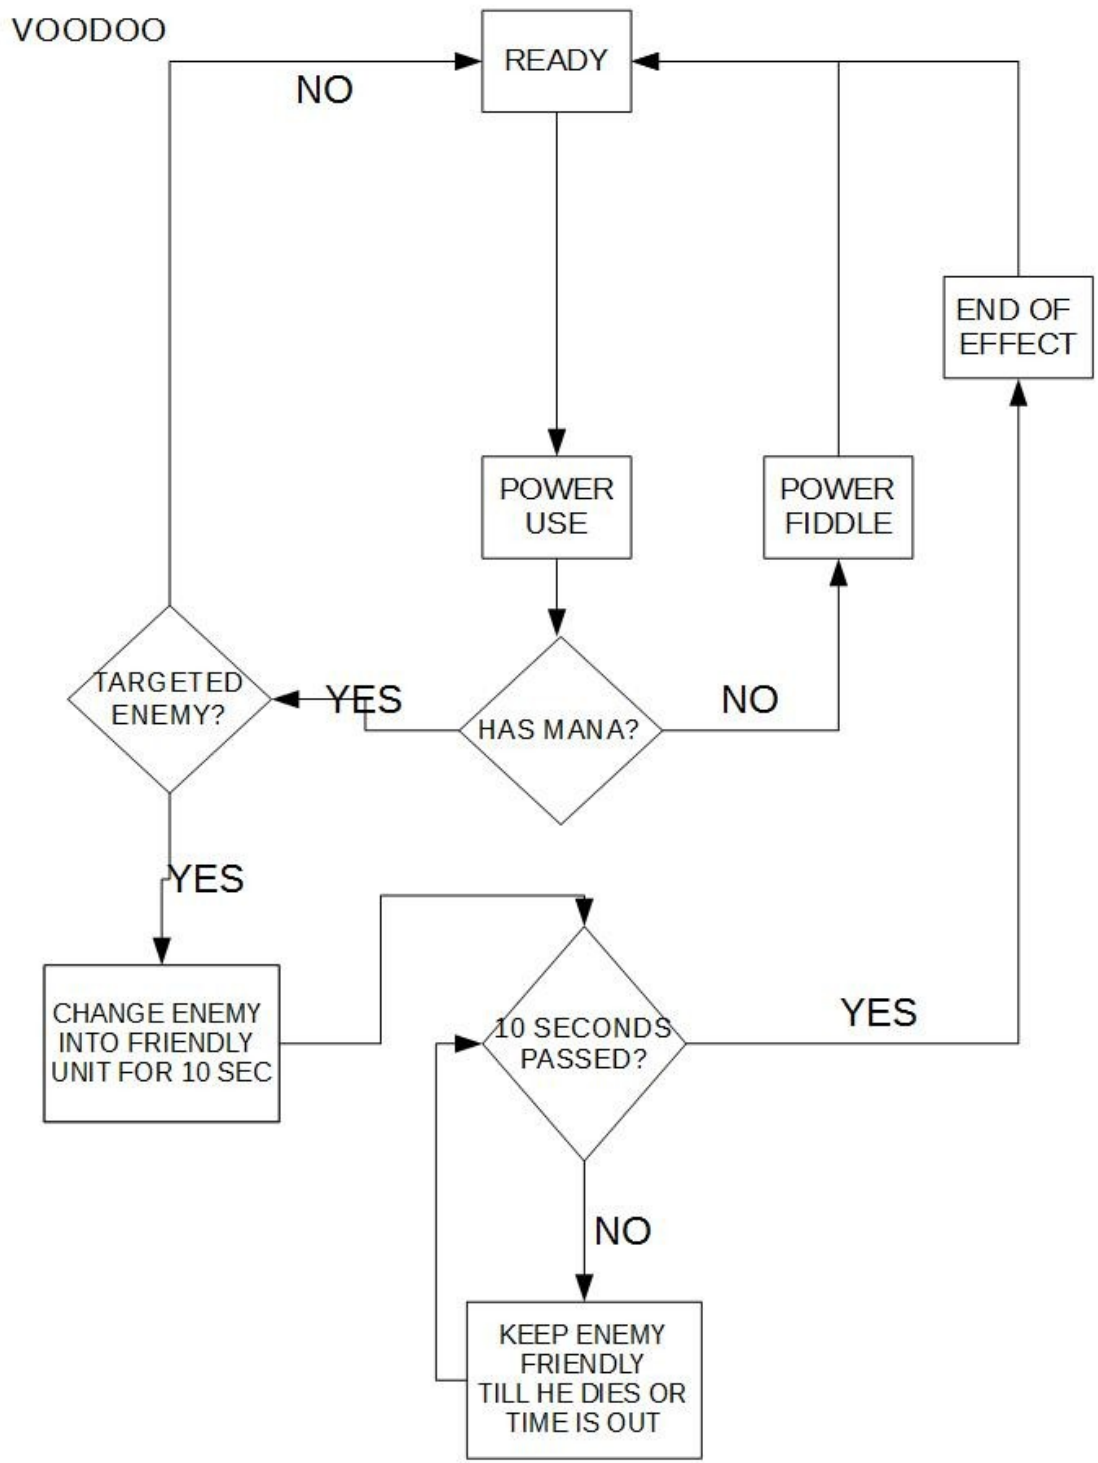 VOODOO
READY
NO
END OF
EFFECT
POWER
USE
POWER
FIDDLE
TARGETED
ENEMY?
YES
HAS MANA?
NO
YES
CHANGE ENEMY
INTO FRIENDLY
UNIT FOR 10 SEC
10 SECONDS
PASSED?
YES
NO
KEEP ENEMY
FRIENDLY
TILL HE DIES OR
TIME IS OUT